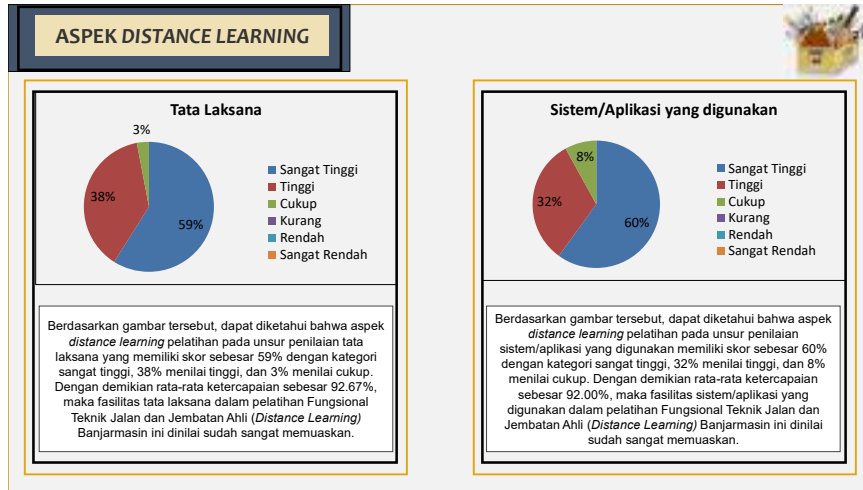 ASPEK DISTANCE LEARNING
Tata Laksana
3%
38%
59%
Sangat Tinggi
Tinggi
Cukup
Kurang
Rendah
Sangat Rendah
Berdasarkan gambar tersebut, dapat diketahui bahwa aspek
distance learning pelatihan pada unsur penilaian tata
laksana yang memiliki skor sebesar 59% dengan kategori
sangat tinggi, 38% menilai tinggi, dan 3% menilai cukup.
Dengan demikian rata-rata ketercapaian sebesar 92.67%,
maka fasilitas tata laksana dalam pelatihan Fungsional
Teknik Jalan dan Jembatan Ahli (Distance Learning)
Banjarmasin ini dinilai sudah sangat memuaskan.
Sistem/Aplikasi yang digunakan
8%
32%
60%
Sangat Tinggi
Tinggi
Cukup
Kurang
Rendah
Sangat Rendah
Berdasarkan gambar tersebut, dapat diketahui bahwa aspek
distance learning pelatihan pada unsur penilaian
sistem/aplikasi yang digunakan memiliki skor sebesar 60%
dengan kategori sangat tinggi, 32% menilai tinggi, dan 8%
menilai cukup. Dengan demikian rata-rata ketercapaian
sebesar 92.00%, maka fasilitas sistem/aplikasi yang
digunakan dalam pelatihan Fungsional Teknik Jalan dan
Jembatan Ahli (Distance Learning) Banjarmasin ini dinilai
sudah sangat memuaskan.